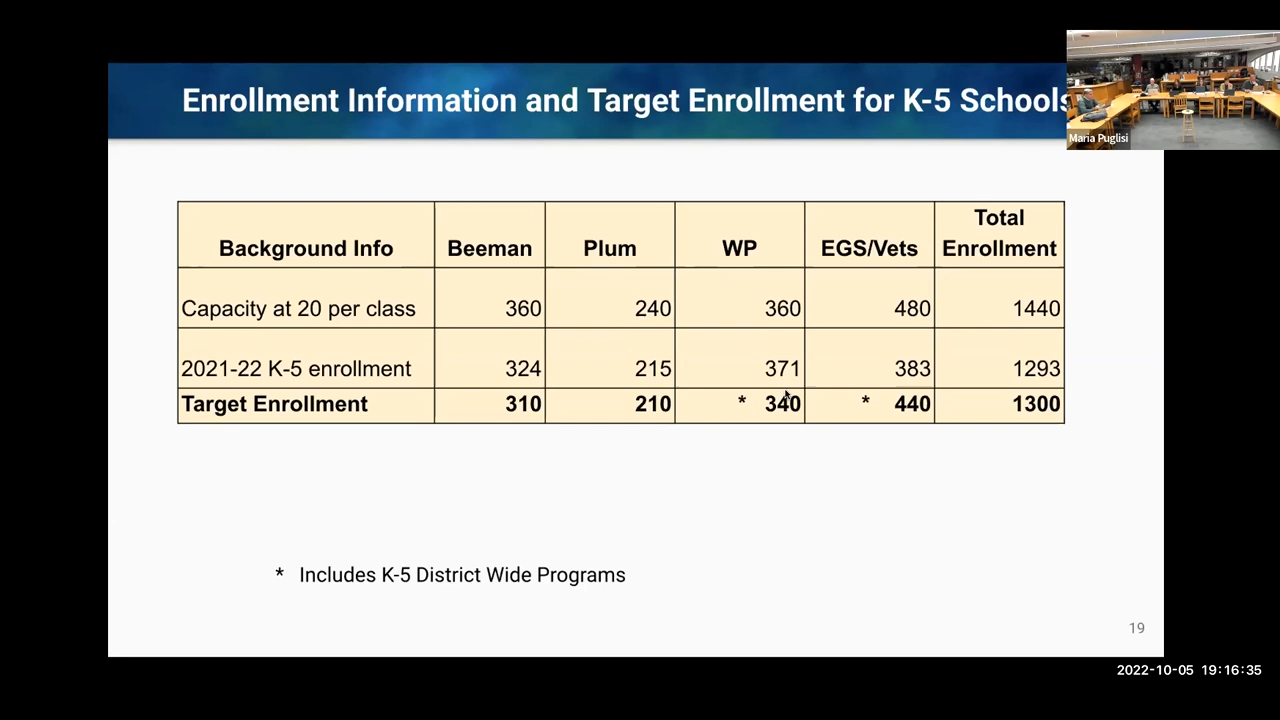 Enrollment Information and Target Enrollment for K-5 Schools
Maria Puglisi
Background Info Beeman Plum WP EGS/Vets Total Enrollment
Capacity at 20 per class 360 240 360 480 1440
2021-22 K-5 enrollment 324 215 371 383 1293
Target Enrollment 310 210 * 340 * 440 1300
* Includes K-5 District Wide Programs
19
2022-10-05 19:16:35